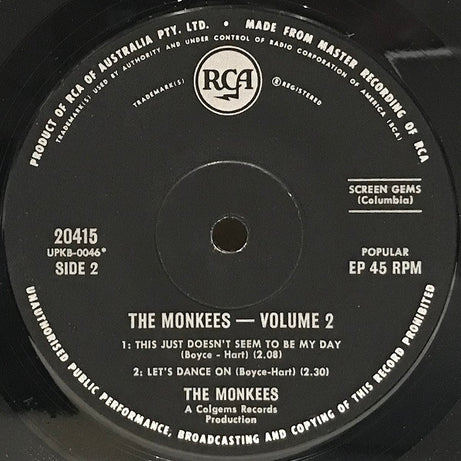 PRODUCT OF RCA OF AUSTRALIA PTY. LTD. • MADE FROM MASTER RECORDING OF RCA
TRADEMARK(S) USED BY AUTHORITY AND UNDER CONTROL OF RADIO CORPORATION OF AMERICA (RCA)
RCA
TRADEMARK(S) ® REGISTERED
SCREEN GEMS
(Columbia)
20415
UPKB-0046*
SIDE 2
POPULAR
EP 45 RPM
THE MONKEES — VOLUME 2
1: THIS JUST DOESN'T SEEM TO BE MY DAY
(Boyce - Hart) (2.08)
2: LET'S DANCE ON (Boyce-Hart) (2.30)
THE MONKEES
A Colgems Records
Production
UNAUTHORISED PUBLIC PERFORMANCE, BROADCASTING AND COPYING OF THIS RECORD PROHIBITED